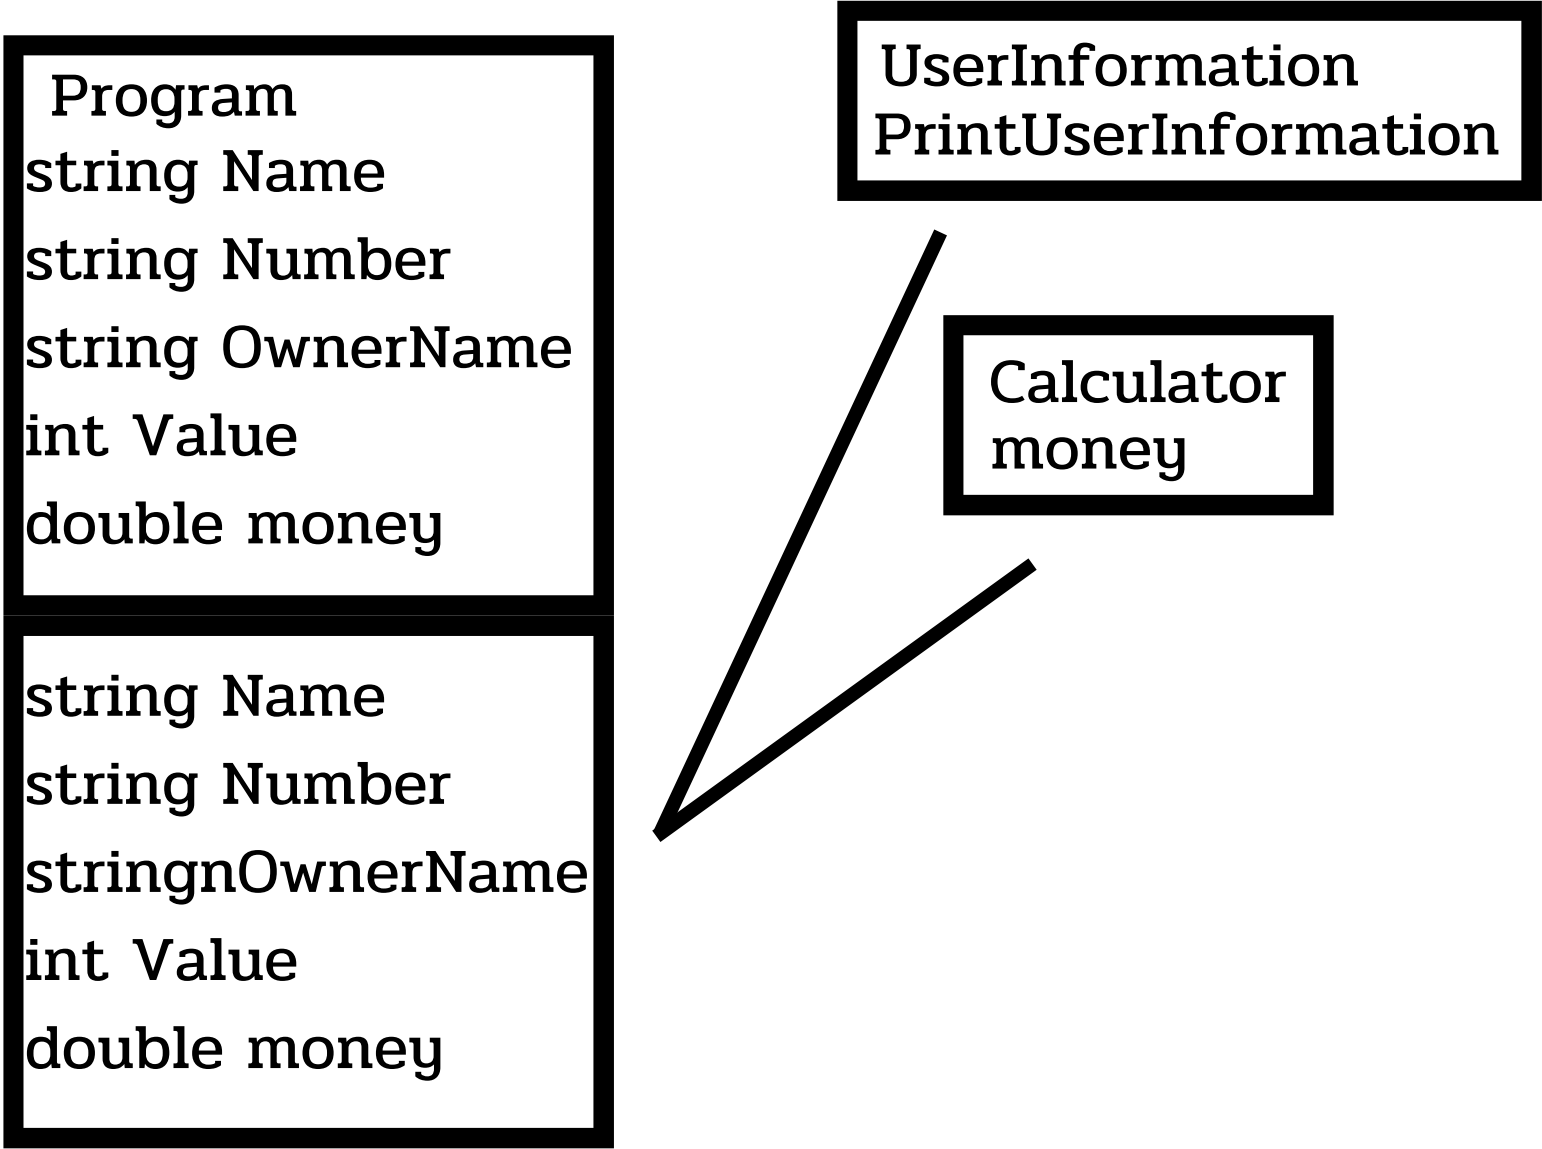 Program
string Name
string Number
string OwnerName
int Value
double money
string Name
string Number
stringnOwnerName
int Value
double money
UserInformation
PrintUserInformation
Calculator
money